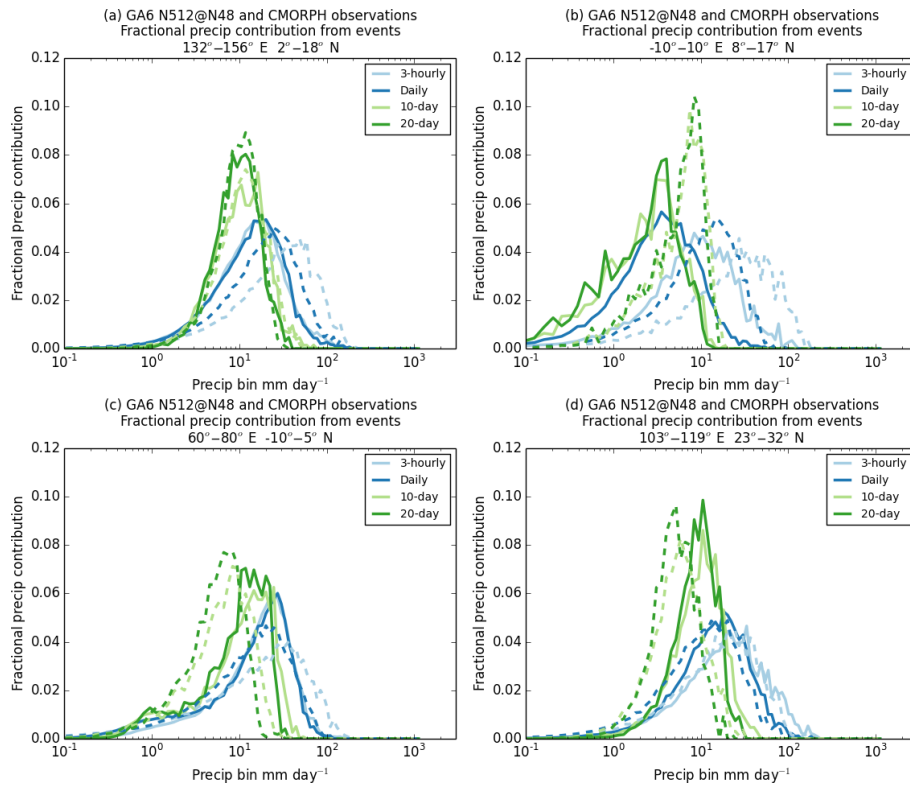 (a) GA6 N512@N48 and CMORPH observations
Fractional precip contribution from events
132°−156° E 2°−18° N
0.12
0.10
0.08
0.06
0.04
0.02
0.00
Fractional precip contribution
3-hourly
Daily
10-day
20-day
10⁻¹ 10⁰ 10¹ 10² 10³
Precip bin mm day⁻¹
(b) GA6 N512@N48 and CMORPH observations
Fractional precip contribution from events
-10°−10° E 8°−17° N
0.12
0.10
0.08
0.06
0.04
0.02
0.00
Fractional precip contribution
3-hourly
Daily
10-day
20-day
10⁻¹ 10⁰ 10¹ 10² 10³
Precip bin mm day⁻¹
(c) GA6 N512@N48 and CMORPH observations
Fractional precip contribution from events
60°−80° E -10°−5° N
0.12
0.10
0.08
0.06
0.04
0.02
0.00
Fractional precip contribution
3-hourly
Daily
10-day
20-day
10⁻¹ 10⁰ 10¹ 10² 10³
Precip bin mm day⁻¹
(d) GA6 N512@N48 and CMORPH observations
Fractional precip contribution from events
103°−119° E 23°−32° N
0.12
0.10
0.08
0.06
0.04
0.02
0.00
Fractional precip contribution
3-hourly
Daily
10-day
20-day
10⁻¹ 10⁰ 10¹ 10² 10³
Precip bin mm day⁻¹